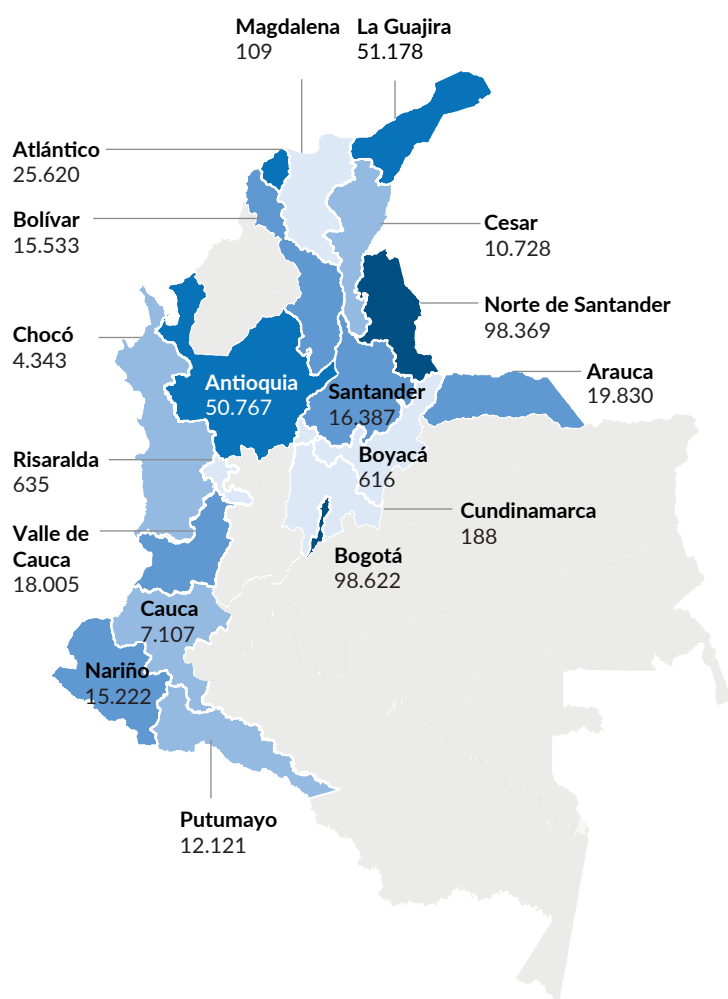 Magdalena
109
La Guajira
51.178
Atlántico
25.620
Bolívar
15.533
Cesar
10.728
Norte de Santander
98.369
Chocó
4.343
Arauca
19.830
Antioquia
50.767
Santander
16.387
Boyacá
616
Risaralda
635
Cundinamarca
188
Valle de
Cauca
18.005
Bogotá
98.622
Cauca
7.107
Nariño
15.222
Putumayo
12.121